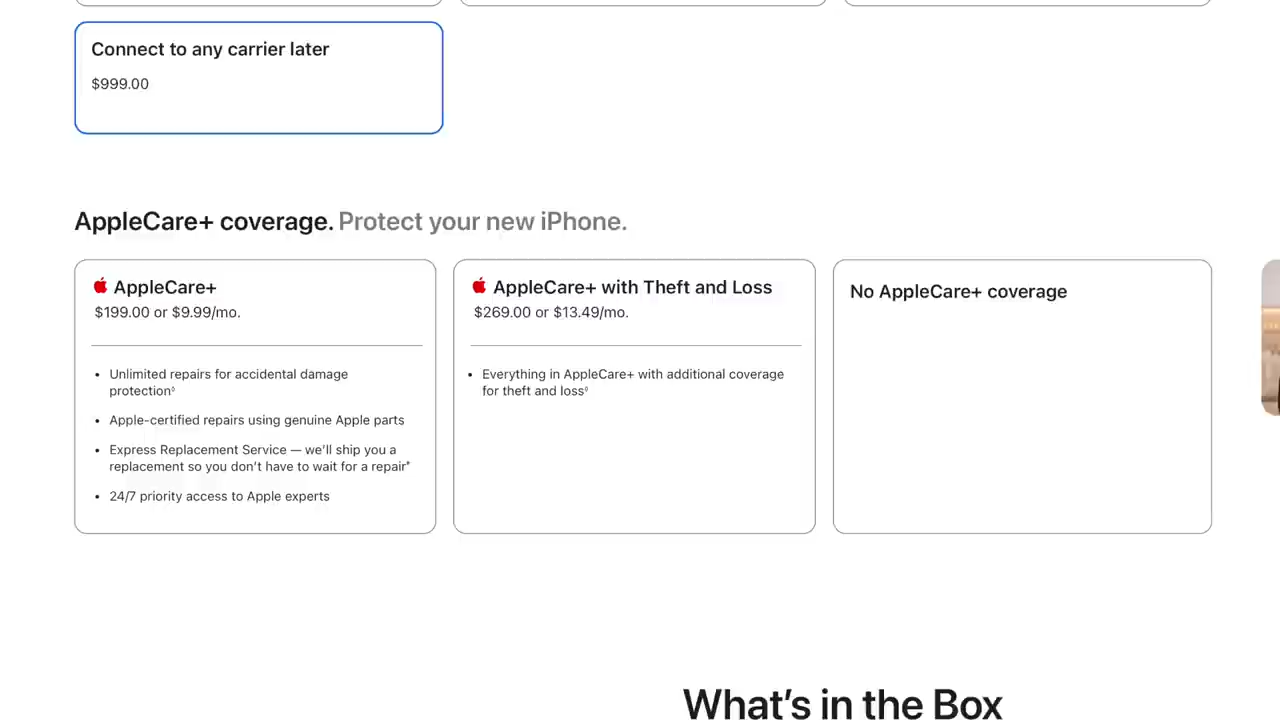 Connect to any carrier later
$999.00
AppleCare+ coverage. Protect your new iPhone.
AppleCare+
$199.00 or $9.99/mo.
• Unlimited repairs for accidental damage
protection◊
• Apple-certified repairs using genuine Apple parts
• Express Replacement Service — we'll ship you a
replacement so you don't have to wait for a repair*
• 24/7 priority access to Apple experts
AppleCare+ with Theft and Loss
$269.00 or $13.49/mo.
• Everything in AppleCare+ with additional coverage
for theft and loss◊
No AppleCare+ coverage
What's in the Box